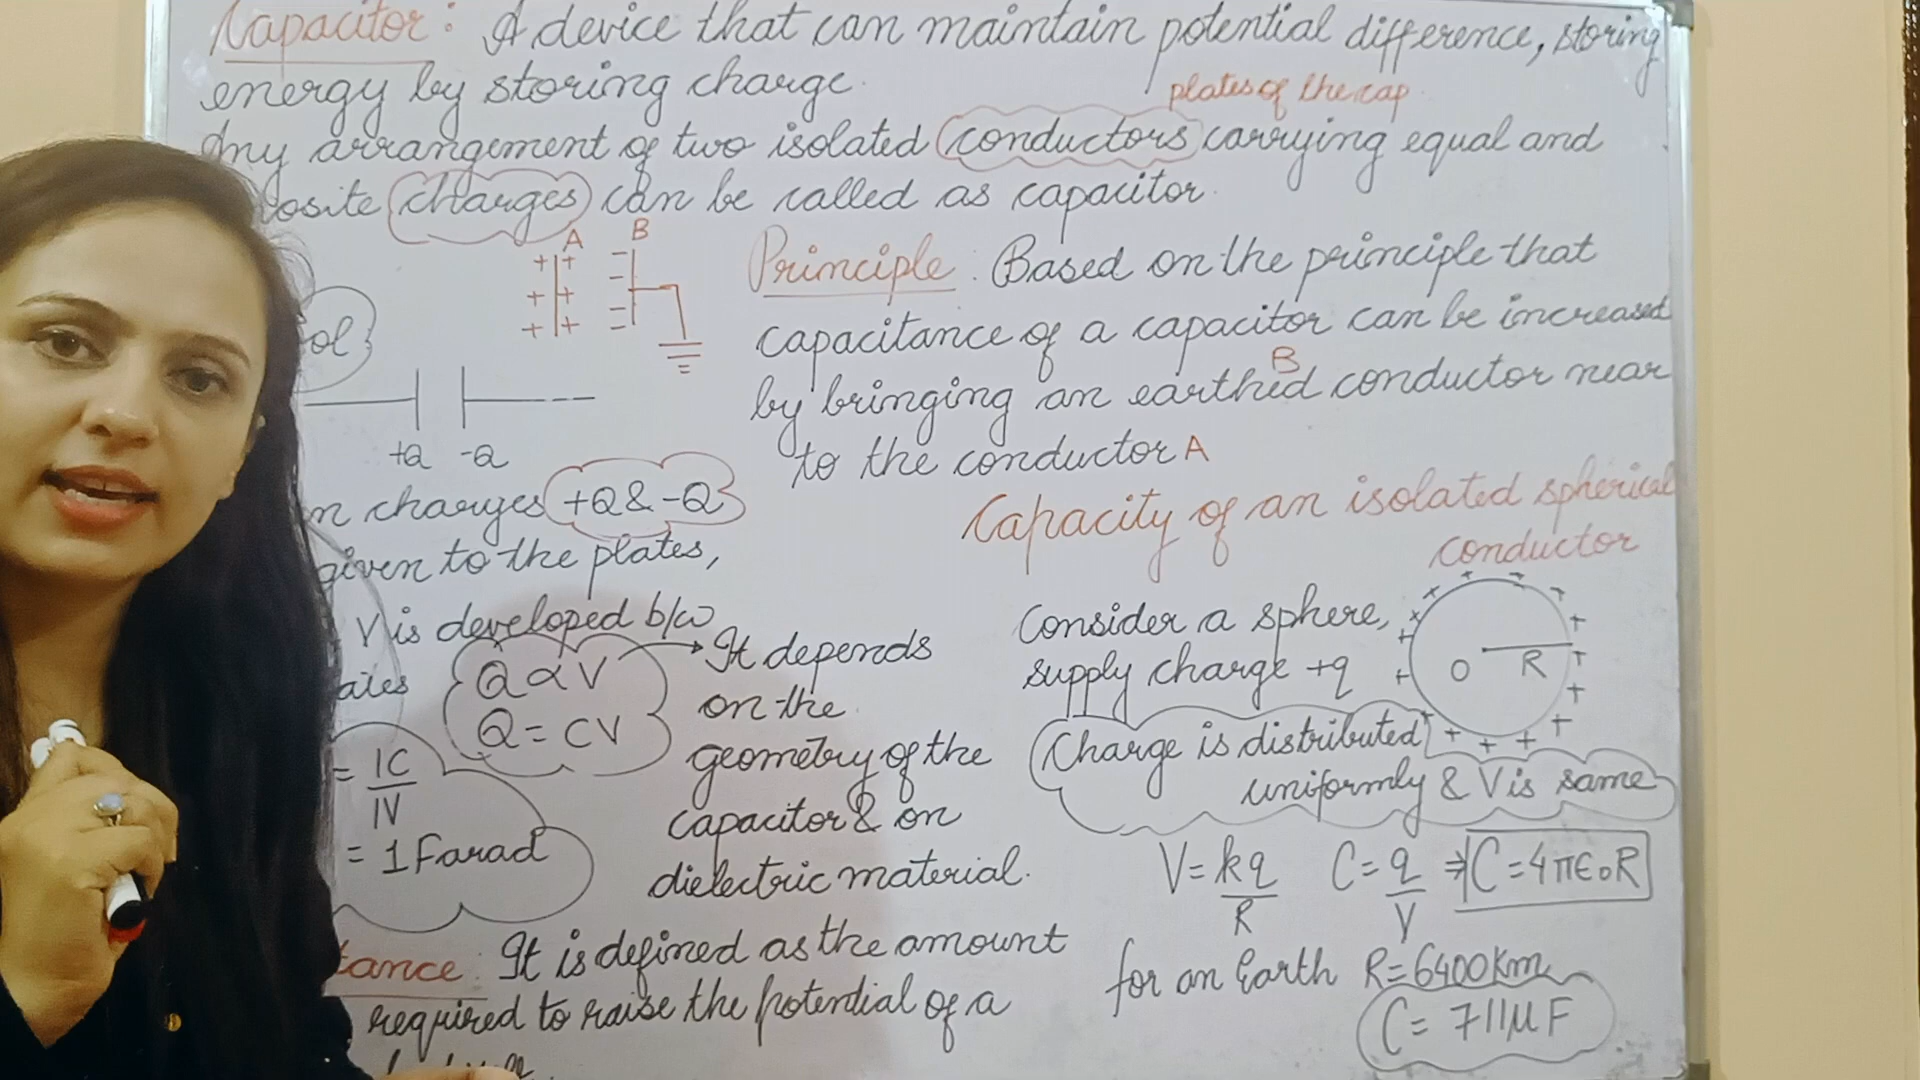 Capacitor : A device that can maintain potential difference, storing
energy by storing charge.
plates of the cap.
Any arrangement of two isolated conductors carrying equal and
osite charges can be called as capacitor.
A B
+ + -
+ + -
+ + -
-
ol
+Q -Q
Principle : Based on the principle that
capacitance of a capacitor can be increased
B
by bringing an earthed conductor near
to the conductor A
n charges +Q & -Q
given to the plates,
V is developed b/w
ates
Q ∝ V
Q = CV
→ It depends
on the
geometry of the
capacitor & on
dielectric material.
= 1C
1V
= 1 Farad
tance : It is defined as the amount
required to raise the potential of a
Capacity of an isolated spherical
conductor
Consider a sphere,
supply charge +q
O R
Charge is distributed
uniformly & V is same
V = kq/R C = q/V ⇒ C = 4πε₀R
for an Earth R = 6400 Km
C = 711 μF